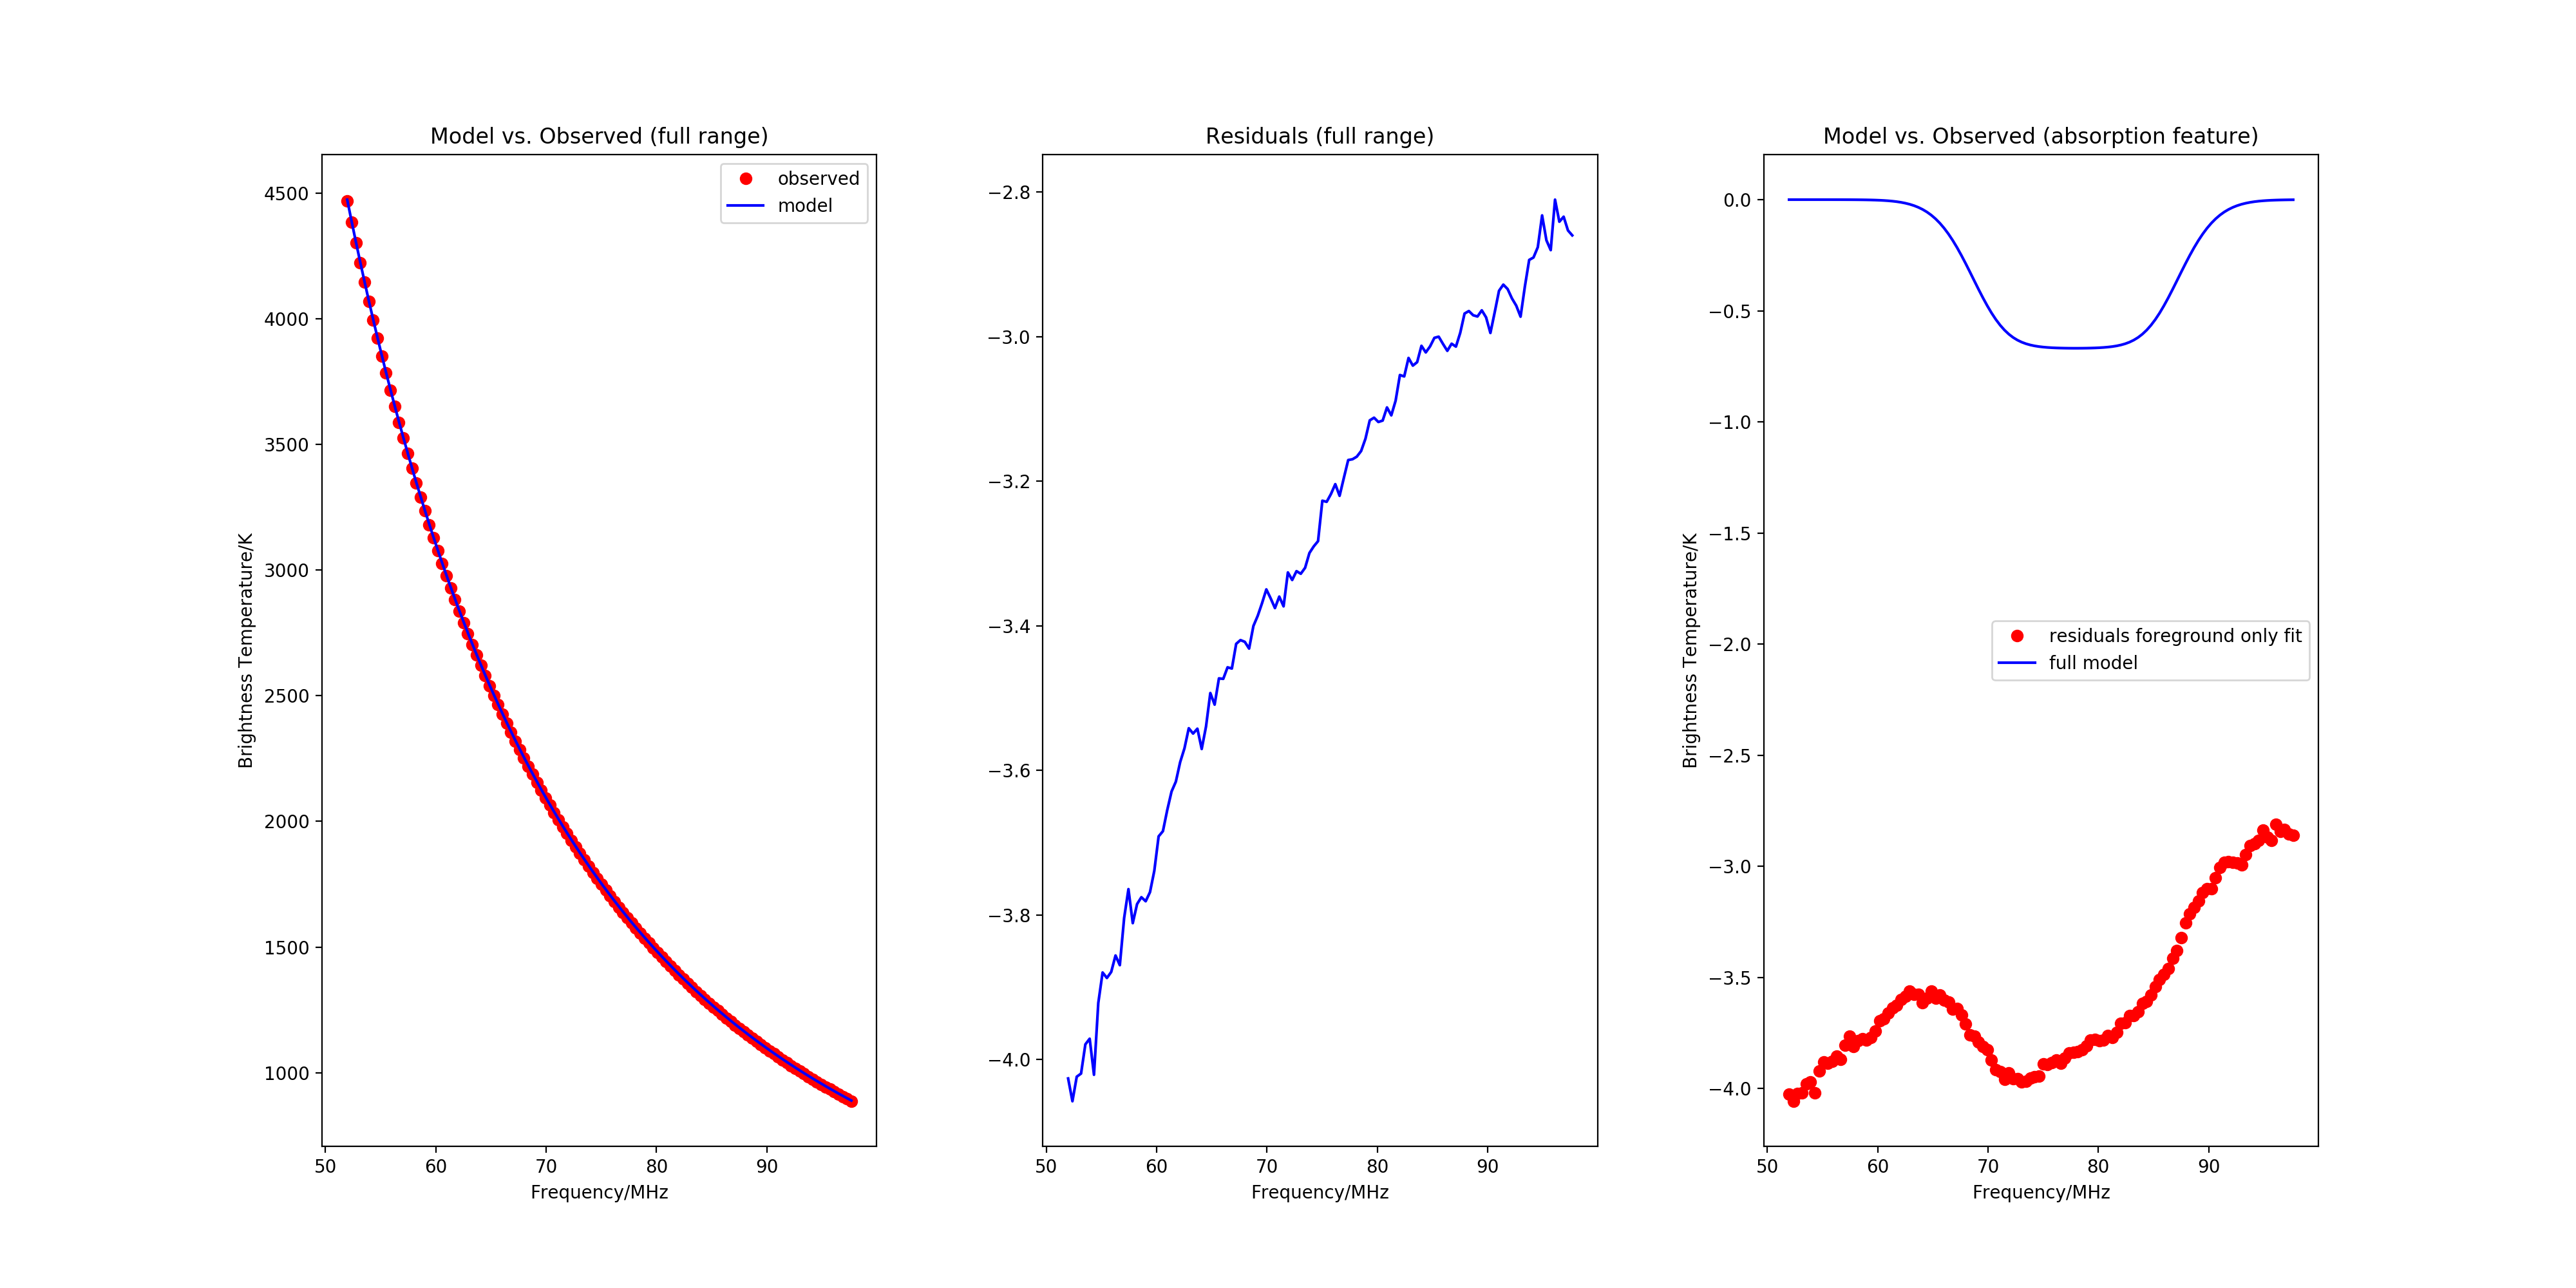 Model vs. Observed (full range)
observed
model
4500
4000
3500
3000
2500
2000
1500
1000
Brightness Temperature/K
50 60 70 80 90
Frequency/MHz
Residuals (full range)
−2.8
−3.0
−3.2
−3.4
−3.6
−3.8
−4.0
50 60 70 80 90
Frequency/MHz
Model vs. Observed (absorption feature)
0.0
−0.5
−1.0
−1.5
−2.0
−2.5
−3.0
−3.5
−4.0
Brightness Temperature/K
residuals foreground only fit
full model
50 60 70 80 90
Frequency/MHz